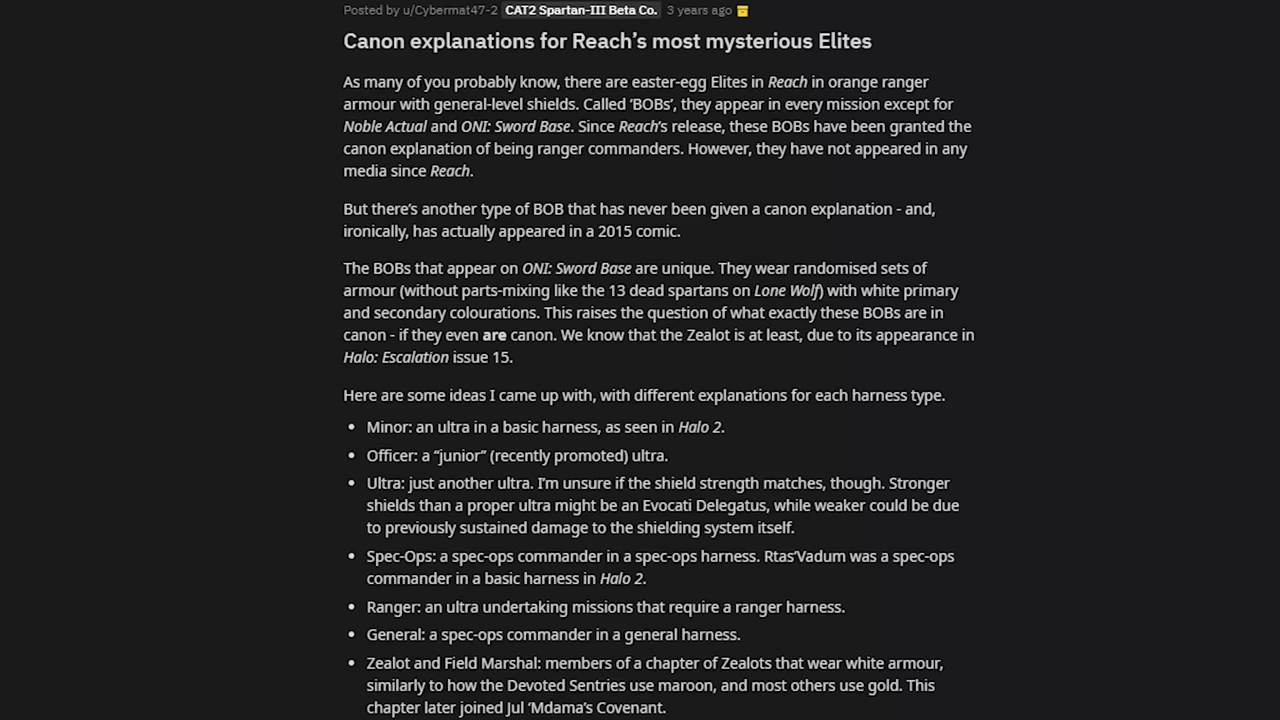 Posted by u/Cybermat47-2 CAT2 Spartan-III Beta Co. 3 years ago
Canon explanations for Reach’s most mysterious Elites
As many of you probably know, there are easter-egg Elites in Reach in orange ranger
armour with general-level shields. Called ‘BOBs’, they appear in every mission except for
Noble Actual and ONI: Sword Base. Since Reach’s release, these BOBs have been granted the
canon explanation of being ranger commanders. However, they have not appeared in any
media since Reach.
But there’s another type of BOB that has never been given a canon explanation - and,
ironically, has actually appeared in a 2015 comic.
The BOBs that appear on ONI: Sword Base are unique. They wear randomised sets of
armour (without parts-mixing like the 13 dead spartans on Lone Wolf) with white primary
and secondary colourations. This raises the question of what exactly these BOBs are in
canon - if they even are canon. We know that the Zealot is at least, due to its appearance in
Halo: Escalation issue 15.
Here are some ideas I came up with, with different explanations for each harness type.
• Minor: an ultra in a basic harness, as seen in Halo 2.
• Officer: a “junior” (recently promoted) ultra.
• Ultra: just another ultra. I’m unsure if the shield strength matches, though. Stronger
shields than a proper ultra might be an Evocati Delegatus, while weaker could be due
to previously sustained damage to the shielding system itself.
• Spec-Ops: a spec-ops commander in a spec-ops harness. Rtas‘Vadum was a spec-ops
commander in a basic harness in Halo 2.
• Ranger: an ultra undertaking missions that require a ranger harness.
• General: a spec-ops commander in a general harness.
• Zealot and Field Marshal: members of a chapter of Zealots that wear white armour,
similarly to how the Devoted Sentries use maroon, and most others use gold. This
chapter later joined Jul ‘Mdama’s Covenant.